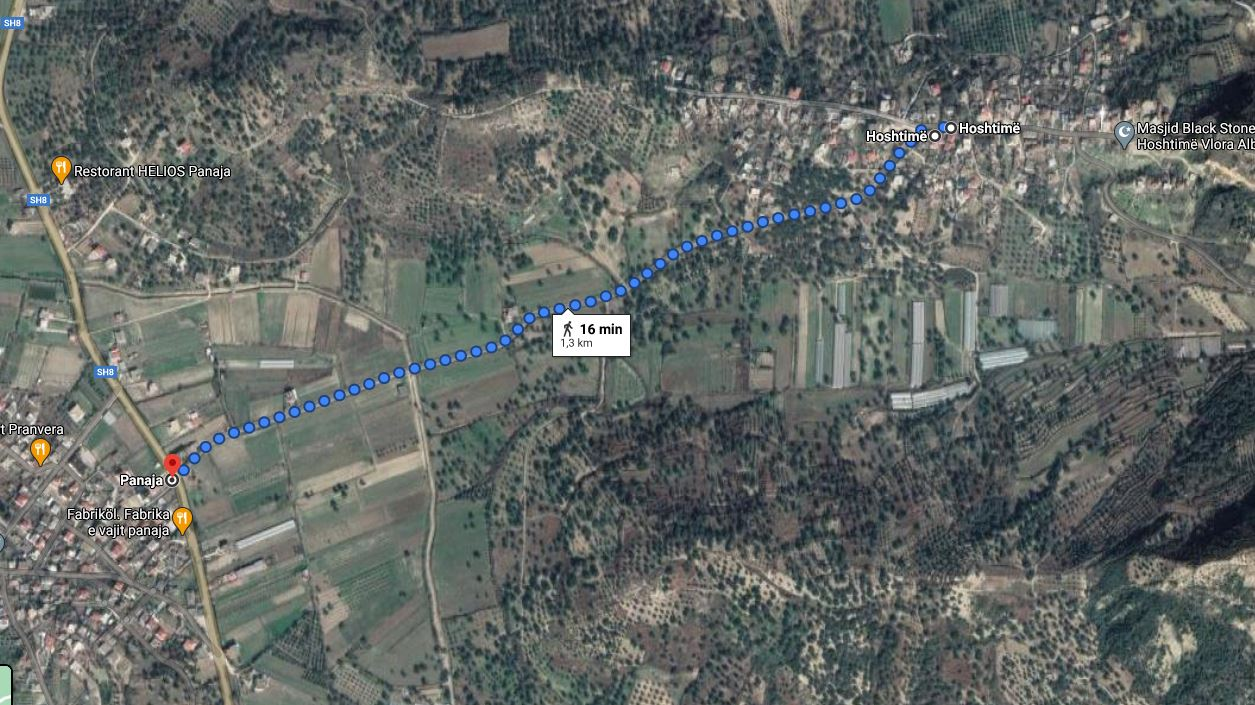 SH8
Hoshtimë
Hoshtimë
Masjid Black Stone
Hoshtimë Vlora Alb
Restorant HELIOS Panaja
SH8
16 min
1,3 km
SH8
t Pranvera
Panaja
Fabriköl. Fabrika
e vajit panaja